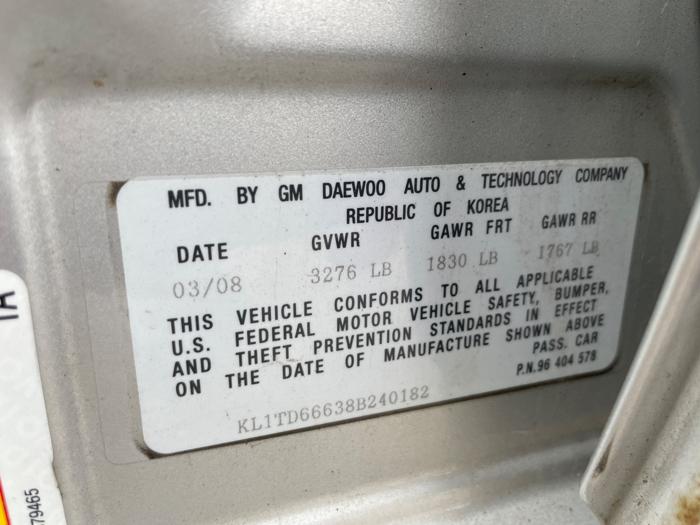 MFD. BY GM DAEWOO AUTO & TECHNOLOGY COMPANY
REPUBLIC OF KOREA
DATE GVWR GAWR FRT GAWR RR
03/08 3276 LB 1830 LB 1767 LB
THIS VEHICLE CONFORMS TO ALL APPLICABLE
U.S. FEDERAL MOTOR VEHICLE SAFETY, BUMPER,
AND THEFT PREVENTION STANDARDS IN EFFECT
ON THE DATE OF MANUFACTURE SHOWN ABOVE
PASS. CAR
P.N.96 404 578
KL1TD66638B240182
79465